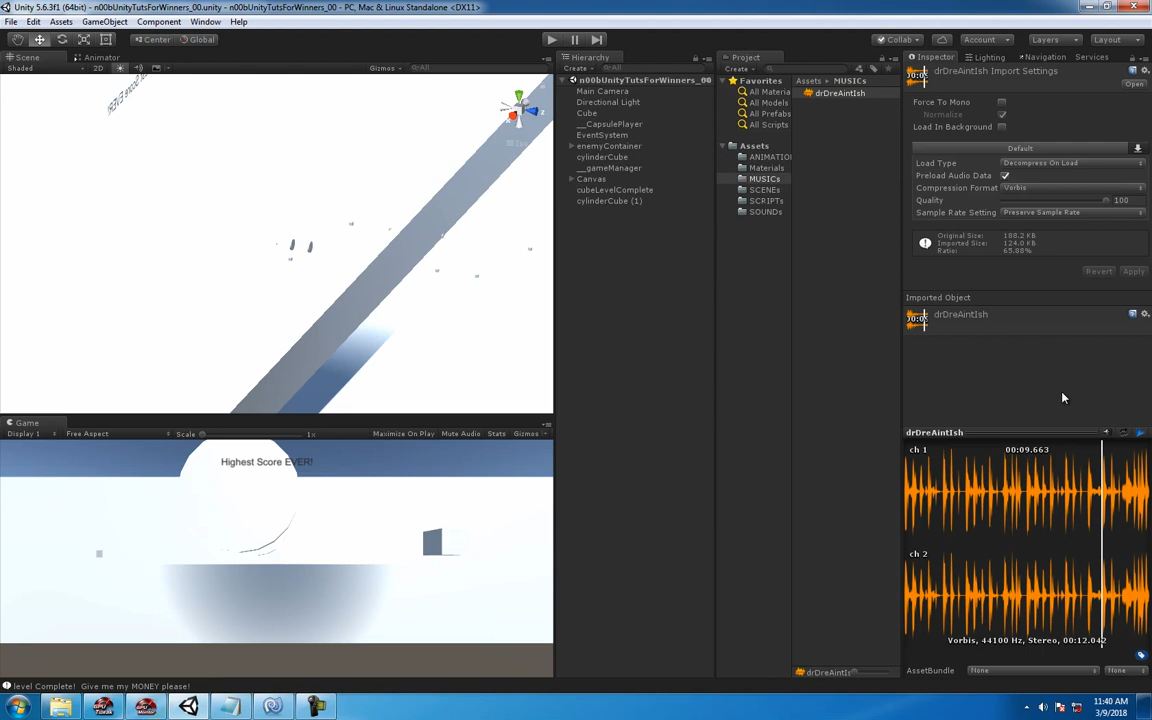 Unity 5.6.3f1 (64bit) - n00bUnityTutsForWinners_00.unity - n00bUnityTutsForWinners_00 - PC, Mac & Linux Standalone <DX11>
File Edit Assets GameObject Component Window Help
Center Global Collab Account Layers Layout
Scene Animator Hierarchy Project Inspector Lighting Navigation Services
Shaded 2D Gizmos All
Create All
Create
n00bUnityTutsForWinners_00
Main Camera
Directional Light
Cube
__CapsulePlayer
EventSystem
enemyContainer
cylinderCube
__gameManager
Canvas
cubeLevelComplete
cylinderCube (1)
Favorites
All Materia
All Models
All Prefabs
All Scripts
Assets
ANIMATIO
Materials
MUSICs
SCENEs
SCRIPTs
SOUNDs
Assets MUSICs
drDreAintIsh
drDreAintIsh Import Settings
Open
Force To Mono
Normalize
Load In Background
Default
Load Type Decompress On Load
Preload Audio Data
Compression Format Vorbis
Quality 100
Sample Rate Setting Preserve Sample Rate
Original Size: 188.2 KB
Imported Size: 124.0 KB
Ratio: 65.88%
Revert Apply
Imported Object
drDreAintIsh
drDreAintIsh
ch 1 00:09.663
ch 2
Vorbis, 44100 Hz, Stereo, 00:12.042
AssetBundle None None
Game
Display 1 Free Aspect Scale 1x Maximize On Play Mute Audio Stats Gizmos
Highest Score EVER!
drDreAintIs
level Complete! Give me my MONEY please!
11:40 AM
3/9/2018